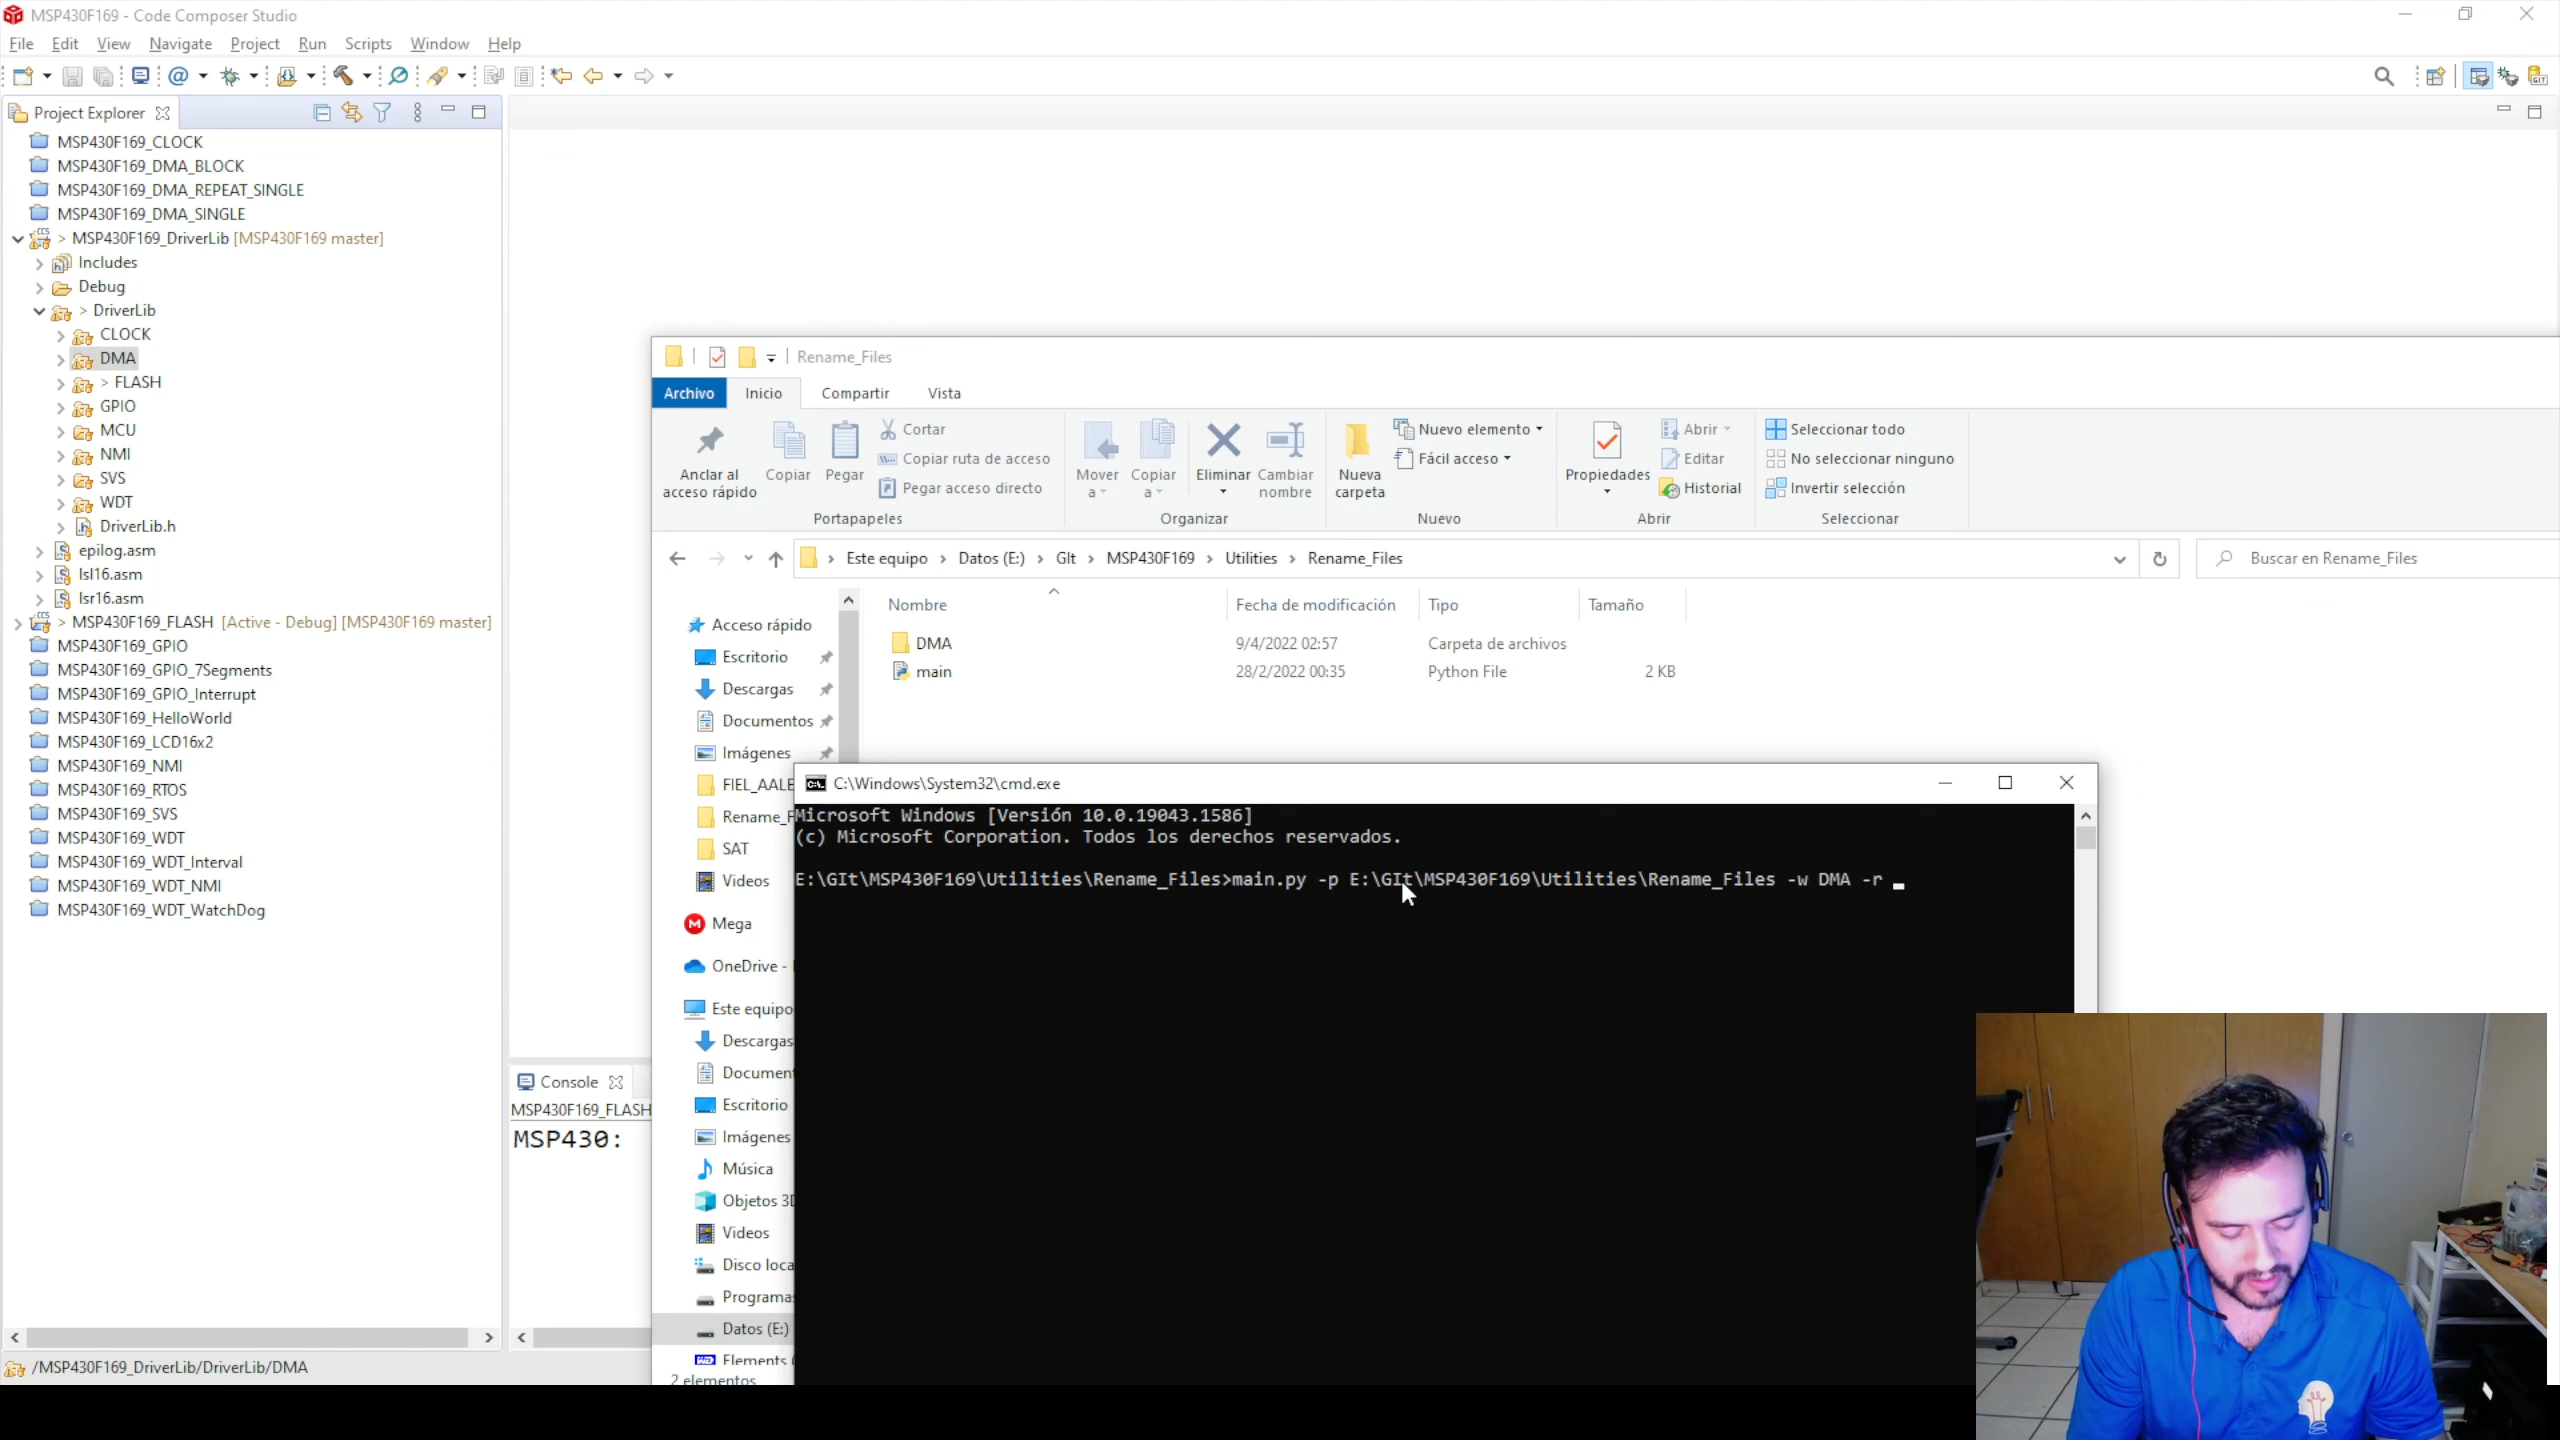 MSP430F169 - Code Composer Studio
File Edit View Navigate Project Run Scripts Window Help
Project Explorer
MSP430F169_CLOCK
MSP430F169_DMA_BLOCK
MSP430F169_DMA_REPEAT_SINGLE
MSP430F169_DMA_SINGLE
> MSP430F169_DriverLib [MSP430F169 master]
Includes
Debug
> DriverLib
CLOCK
DMA
> FLASH
GPIO
MCU
NMI
SVS
WDT
DriverLib.h
epilog.asm
lsl16.asm
lsr16.asm
> MSP430F169_FLASH [Active - Debug] [MSP430F169 master]
MSP430F169_GPIO
MSP430F169_GPIO_7Segments
MSP430F169_GPIO_Interrupt
MSP430F169_HelloWorld
MSP430F169_LCD16x2
MSP430F169_NMI
MSP430F169_RTOS
MSP430F169_SVS
MSP430F169_WDT
MSP430F169_WDT_Interval
MSP430F169_WDT_NMI
MSP430F169_WDT_WatchDog
/MSP430F169_DriverLib/DriverLib/DMA
Console
MSP430F169_FLASH
MSP430:
Rename_Files
Archivo Inicio Compartir Vista
Anclar al
acceso rápido
Copiar
Pegar
Cortar
Copiar ruta de acceso
Pegar acceso directo
Portapapeles
Mover
a
Copiar
a
Eliminar
Cambiar
nombre
Organizar
Nueva
carpeta
Nuevo elemento
Fácil acceso
Nuevo
Propiedades
Abrir
Editar
Historial
Abrir
Seleccionar todo
No seleccionar ninguno
Invertir selección
Seleccionar
Este equipo > Datos (E:) > GIt > MSP430F169 > Utilities > Rename_Files
Buscar en Rename_Files
Nombre Fecha de modificación Tipo Tamaño
DMA 9/4/2022 02:57 Carpeta de archivos
main 28/2/2022 00:35 Python File 2 KB
Acceso rápido
Escritorio
Descargas
Documentos
Imágenes
FIEL_AALE
Rename_F
SAT
Videos
Mega
OneDrive -
Este equipo
Descargas
Documen
Escritorio
Imágenes
Música
Objetos 3D
Videos
Disco loca
Programas
Datos (E:)
Elements (
2 elementos
C:\Windows\System32\cmd.exe
Microsoft Windows [Versión 10.0.19043.1586]
(c) Microsoft Corporation. Todos los derechos reservados.
E:\GIt\MSP430F169\Utilities\Rename_Files>main.py -p E:\GIt\MSP430F169\Utilities\Rename_Files -w DMA -r